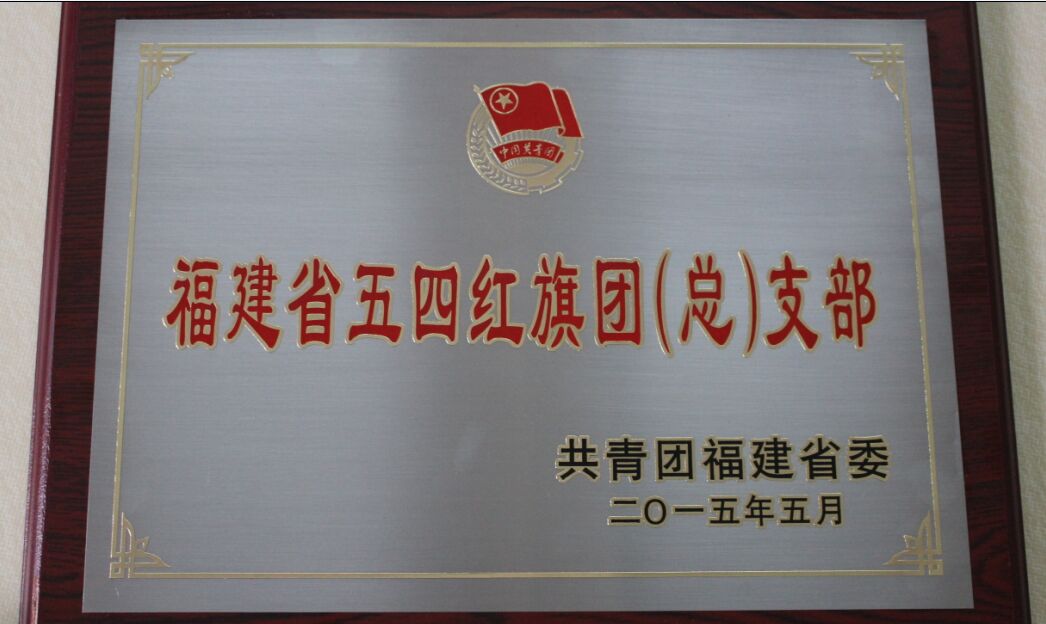 中国共青团
福建省五四红旗团(总)支部
共青团福建省委
二〇一五年五月